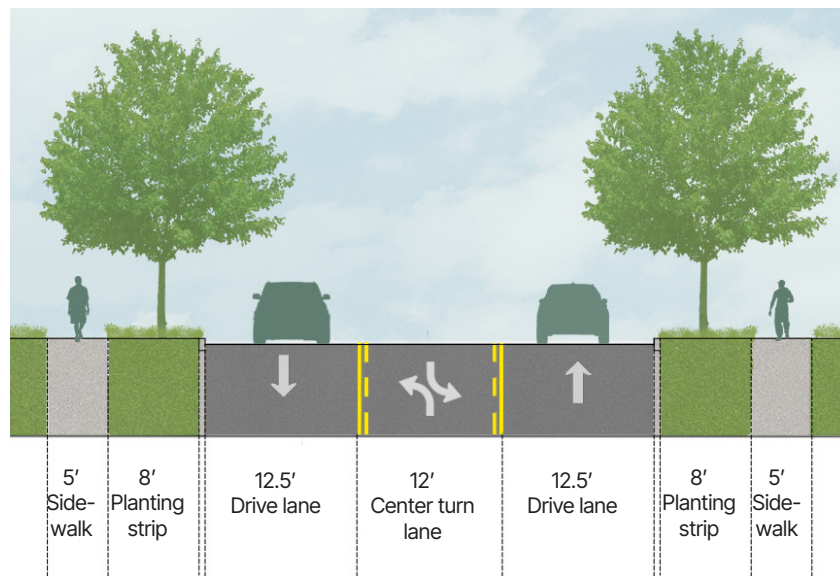 5′
Side-
walk
8′
Planting
strip
12.5′
Drive lane
12′
Center turn
lane
12.5′
Drive lane
8′
Planting
strip
5′
Side-
walk